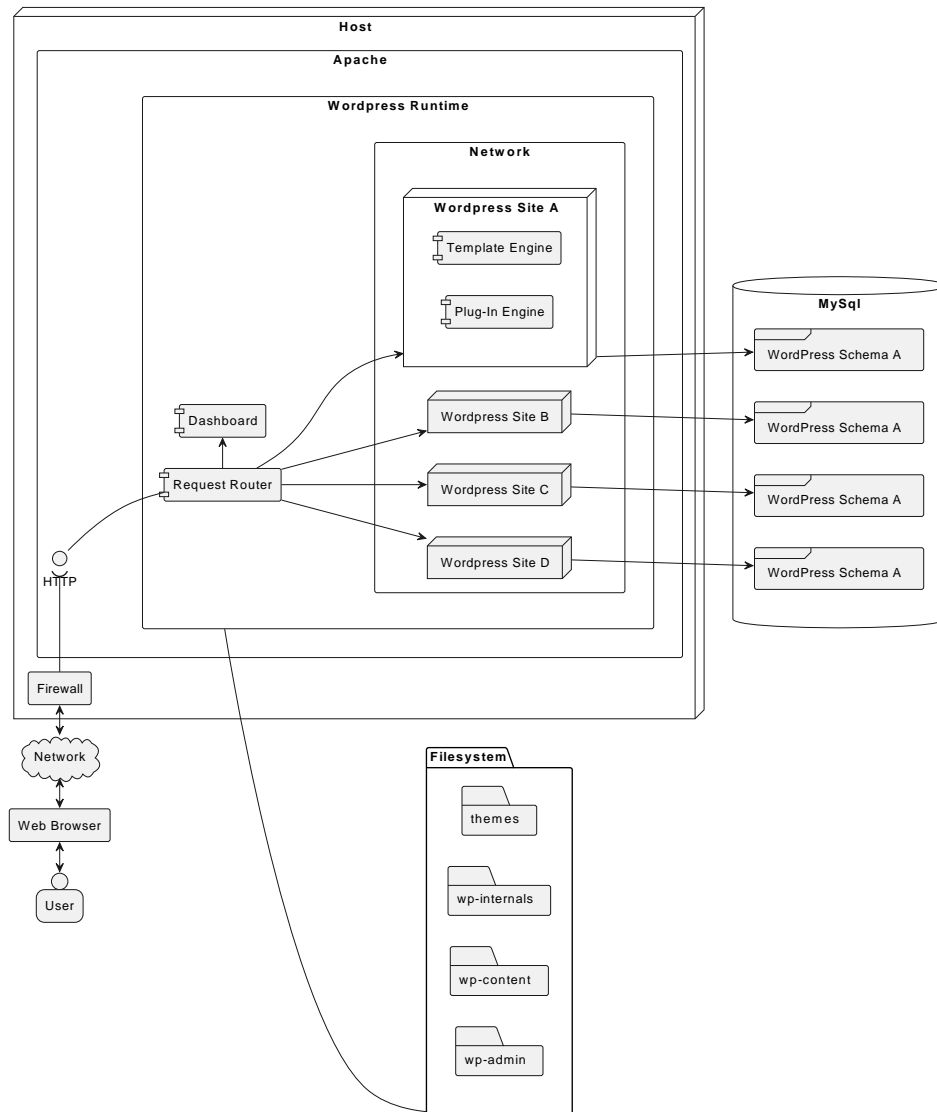 Host
Apache
Wordpress Runtime
Network
Wordpress Site A
Template Engine
Plug-In Engine
MySql
WordPress Schema A
Dashboard
Wordpress Site B
WordPress Schema A
Request Router
Wordpress Site C
WordPress Schema A
Wordpress Site D
WordPress Schema A
HTTP
Firewall
Network
Web Browser
User
Filesystem
themes
wp-internals
wp-content
wp-admin